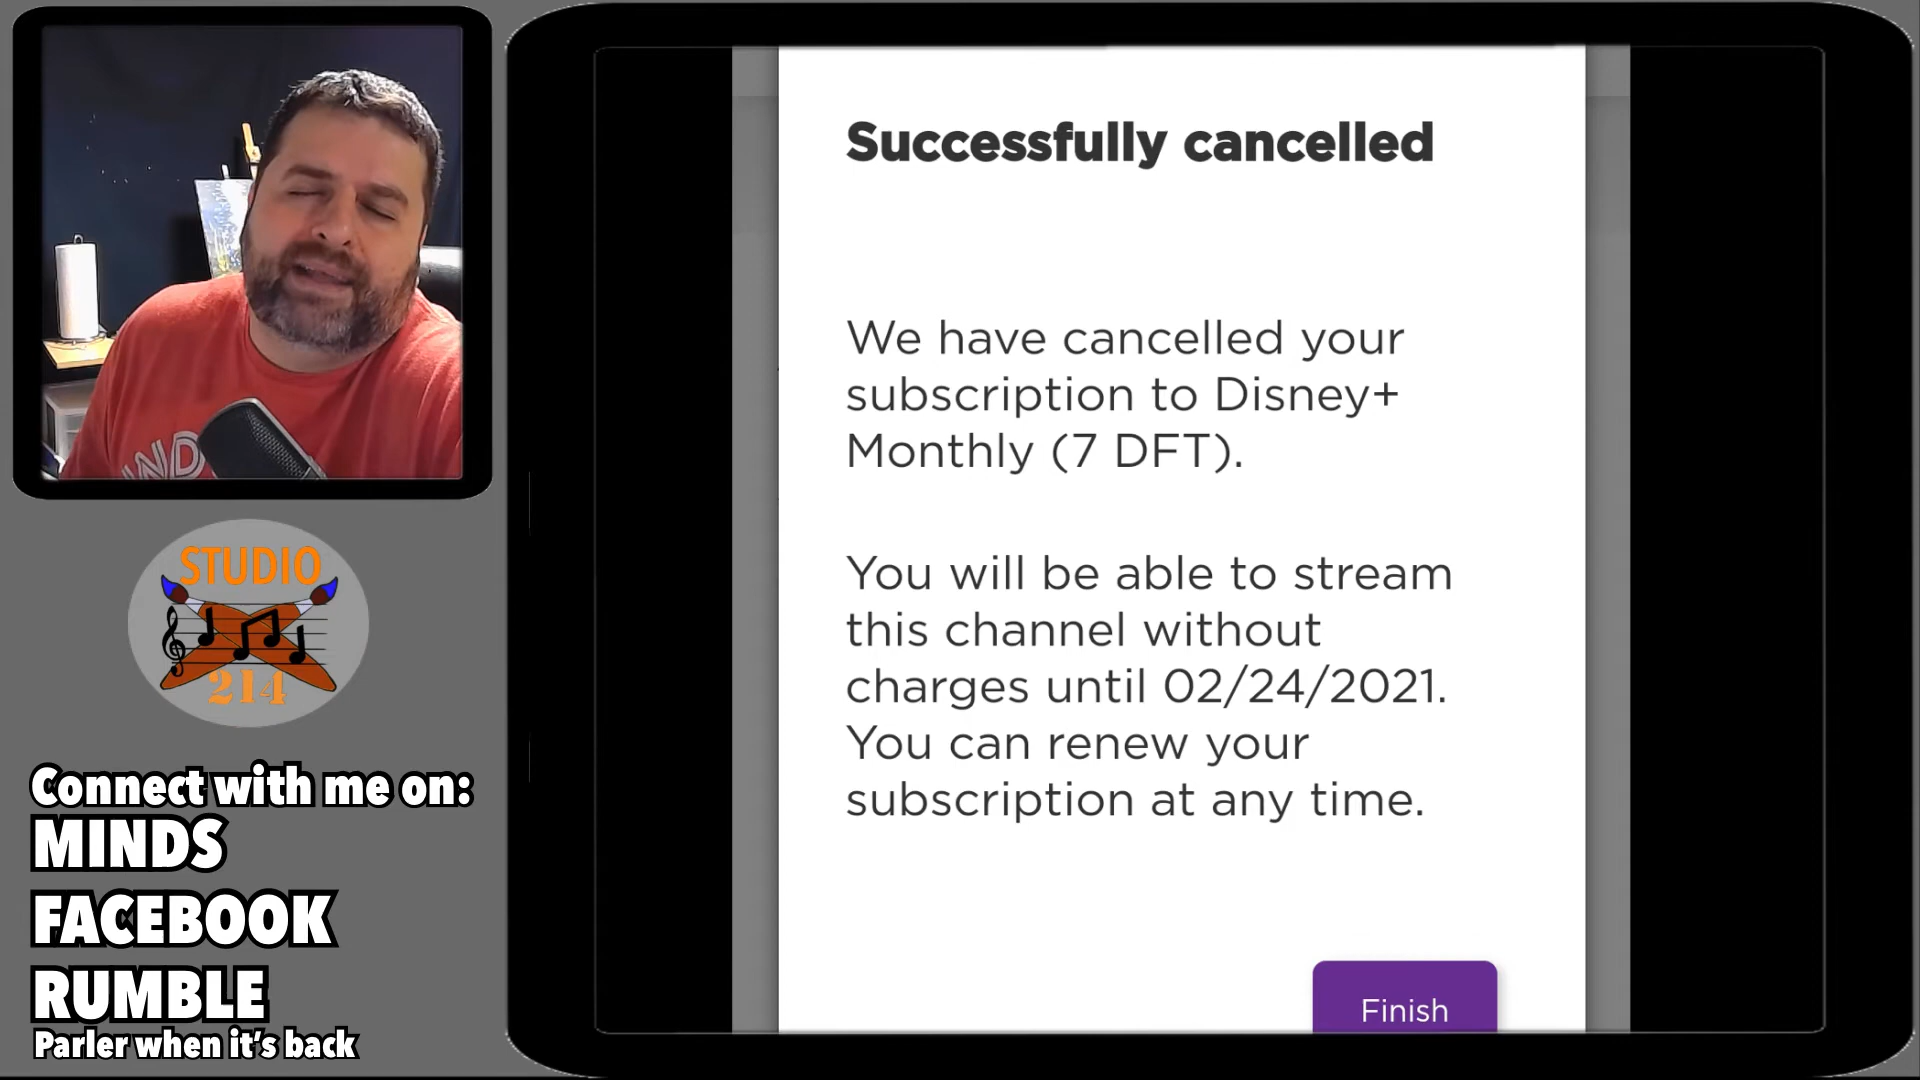 STUDIO
214
Connect with me on:
MINDS
FACEBOOK
RUMBLE
Parler when it's back
Successfully cancelled
We have cancelled your
subscription to Disney+
Monthly (7 DFT).
You will be able to stream
this channel without
charges until 02/24/2021.
You can renew your
subscription at any time.
Finish